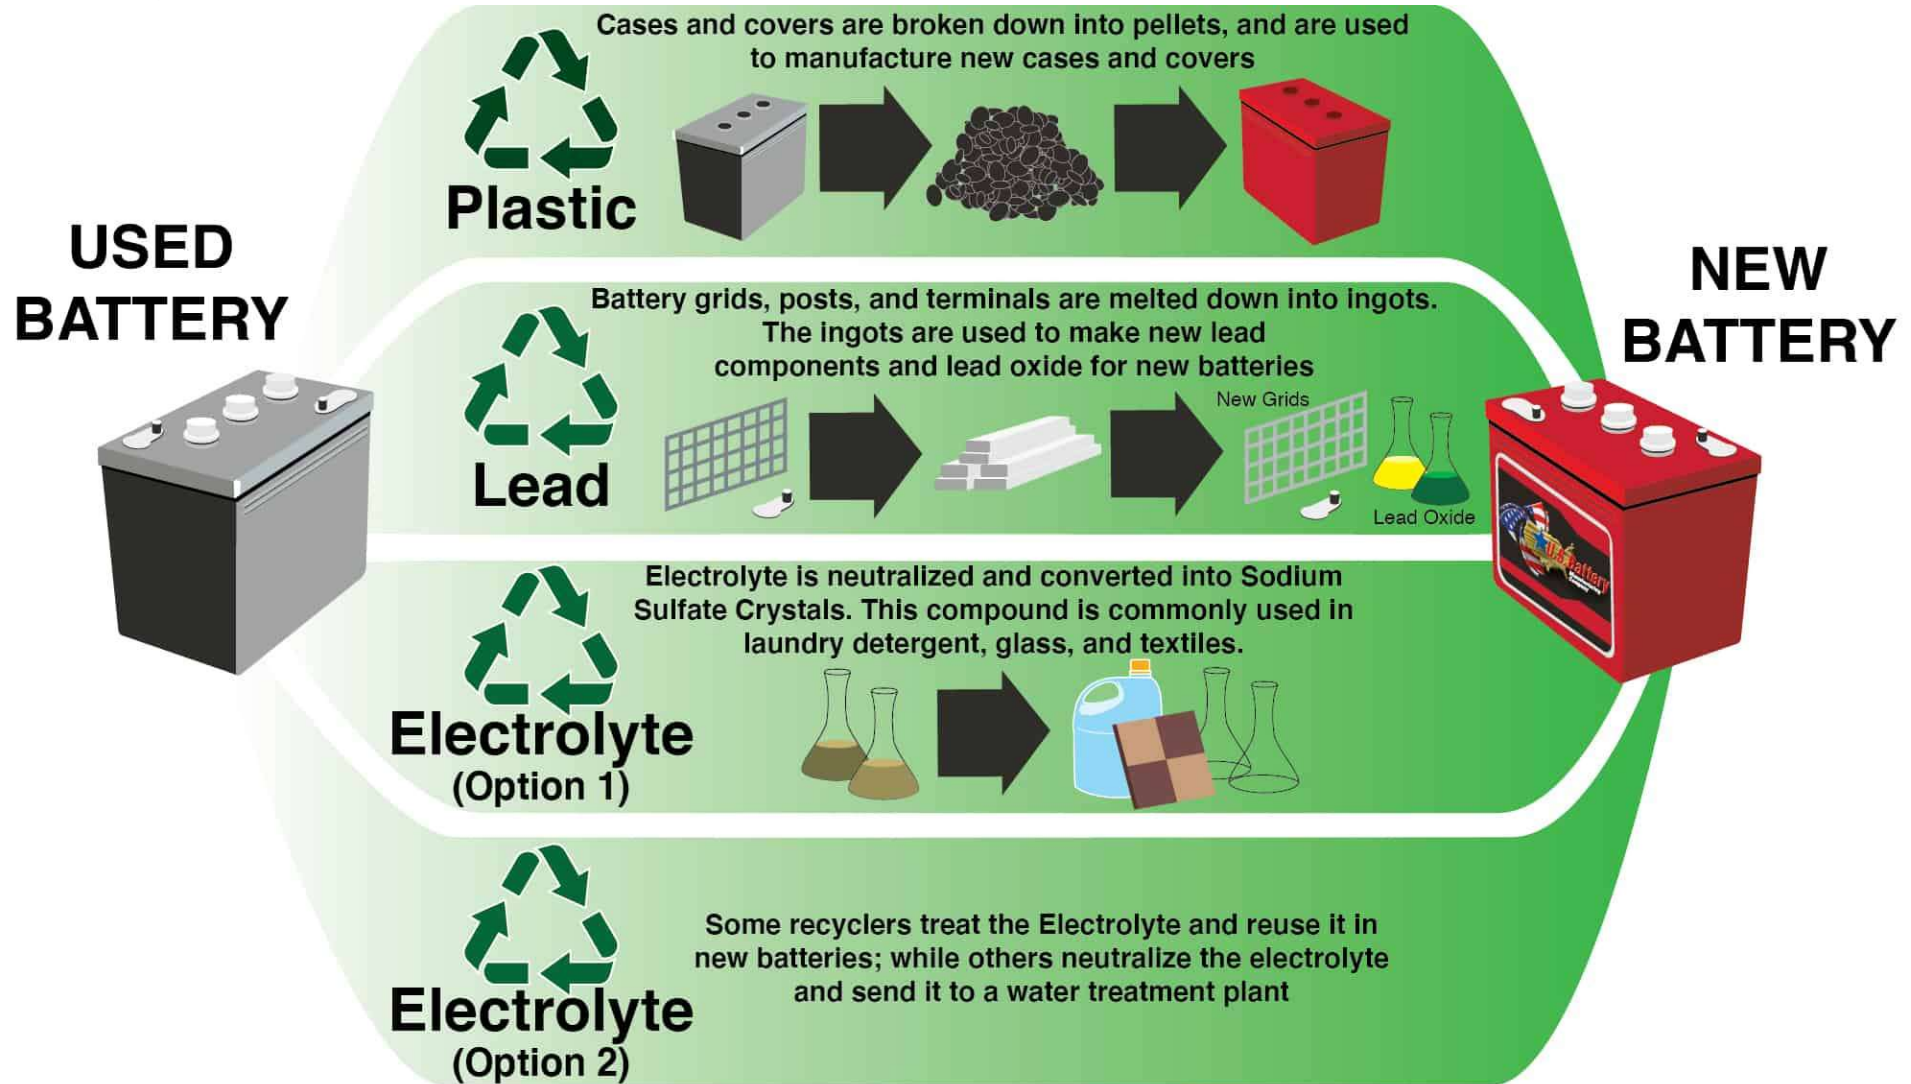 USED
BATTERY
Cases and covers are broken down into pellets, and are used
to manufacture new cases and covers
Plastic
Battery grids, posts, and terminals are melted down into ingots.
The ingots are used to make new lead
components and lead oxide for new batteries
New Grids
Lead Oxide
Lead
Electrolyte is neutralized and converted into Sodium
Sulfate Crystals. This compound is commonly used in
laundry detergent, glass, and textiles.
Electrolyte
(Option 1)
Some recyclers treat the Electrolyte and reuse it in
new batteries; while others neutralize the electrolyte
and send it to a water treatment plant
Electrolyte
(Option 2)
NEW
BATTERY
U.S. Battery